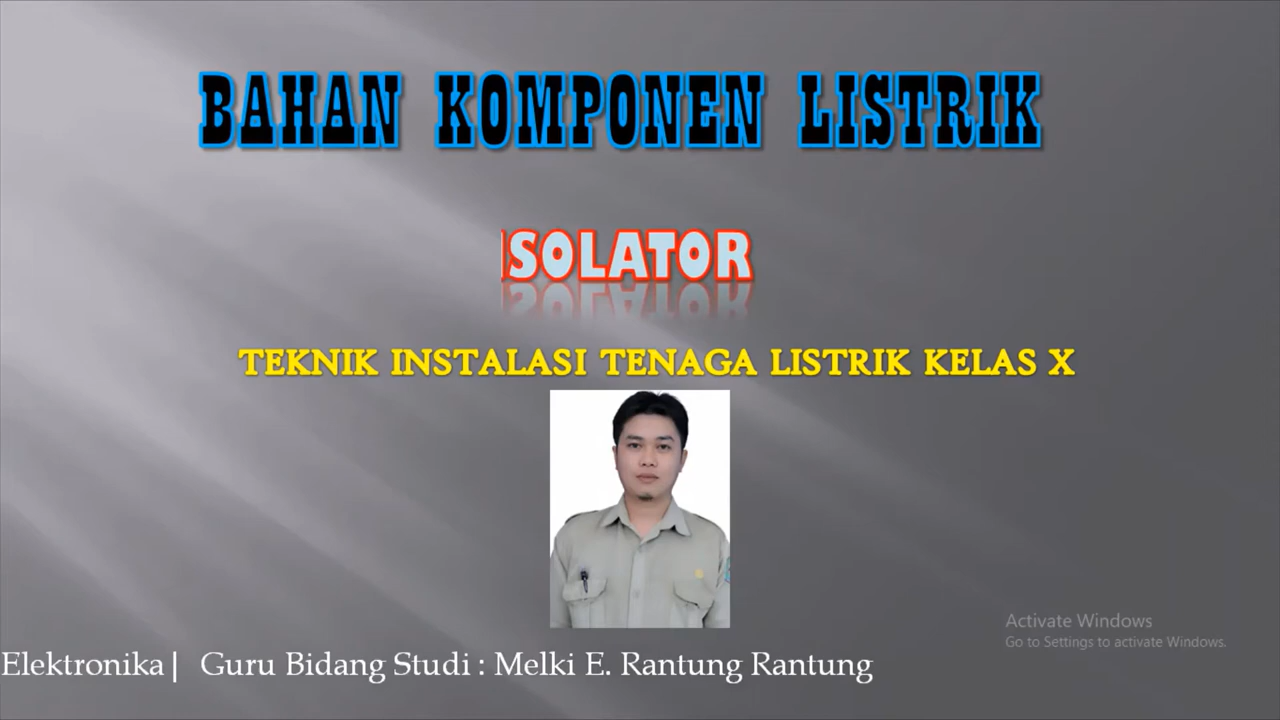 BAHAN KOMPONEN LISTRIK
ISOLATOR
TEKNIK INSTALASI TENAGA LISTRIK KELAS X
Activate Windows
Go to Settings to activate Windows.
Elektronika| Guru Bidang Studi : Melki E. Rantung Rantung